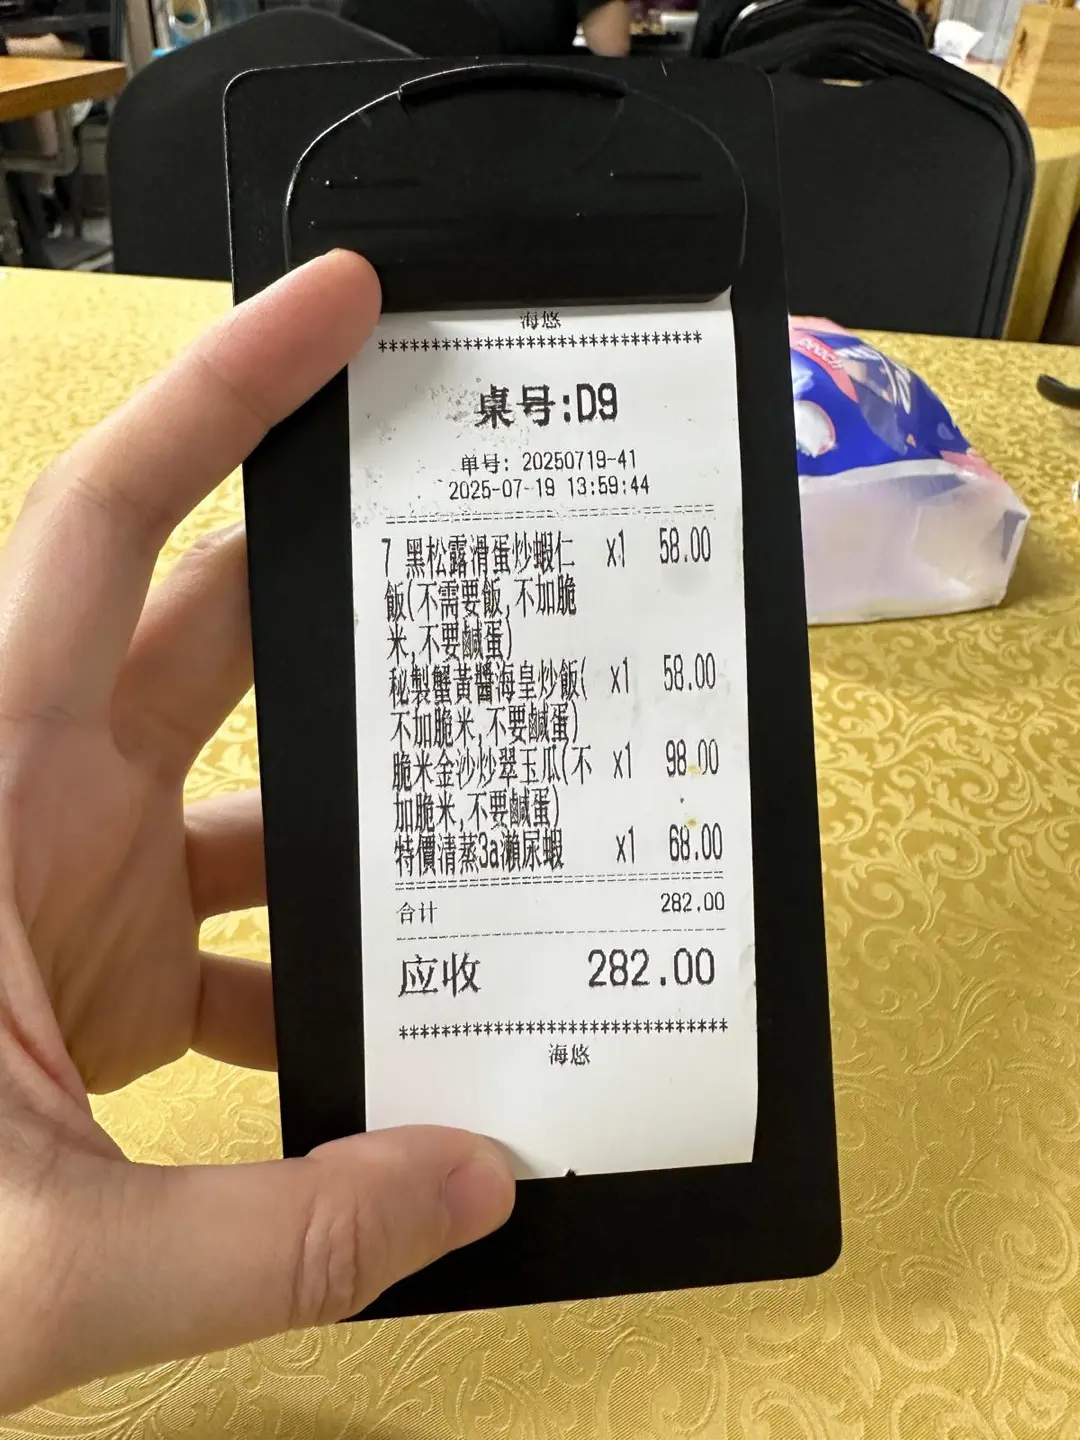 海悠
******************************
桌号:D9
单号: 20250719-41
2025-07-19 13:59:44
7 黑松露滑蛋炒蝦仁 x1 58.00
飯(不需要飯,不加脆
米,不要鹹蛋)
秘製蟹黃醬海皇炒飯( x1 58.00
不加脆米,不要鹹蛋)
脆米金沙炒翠玉瓜(不 x1 98.00
加脆米,不要鹹蛋)
特價清蒸3a瀨尿蝦 x1 68.00
合计 282.00
应收 282.00
******************************
海悠